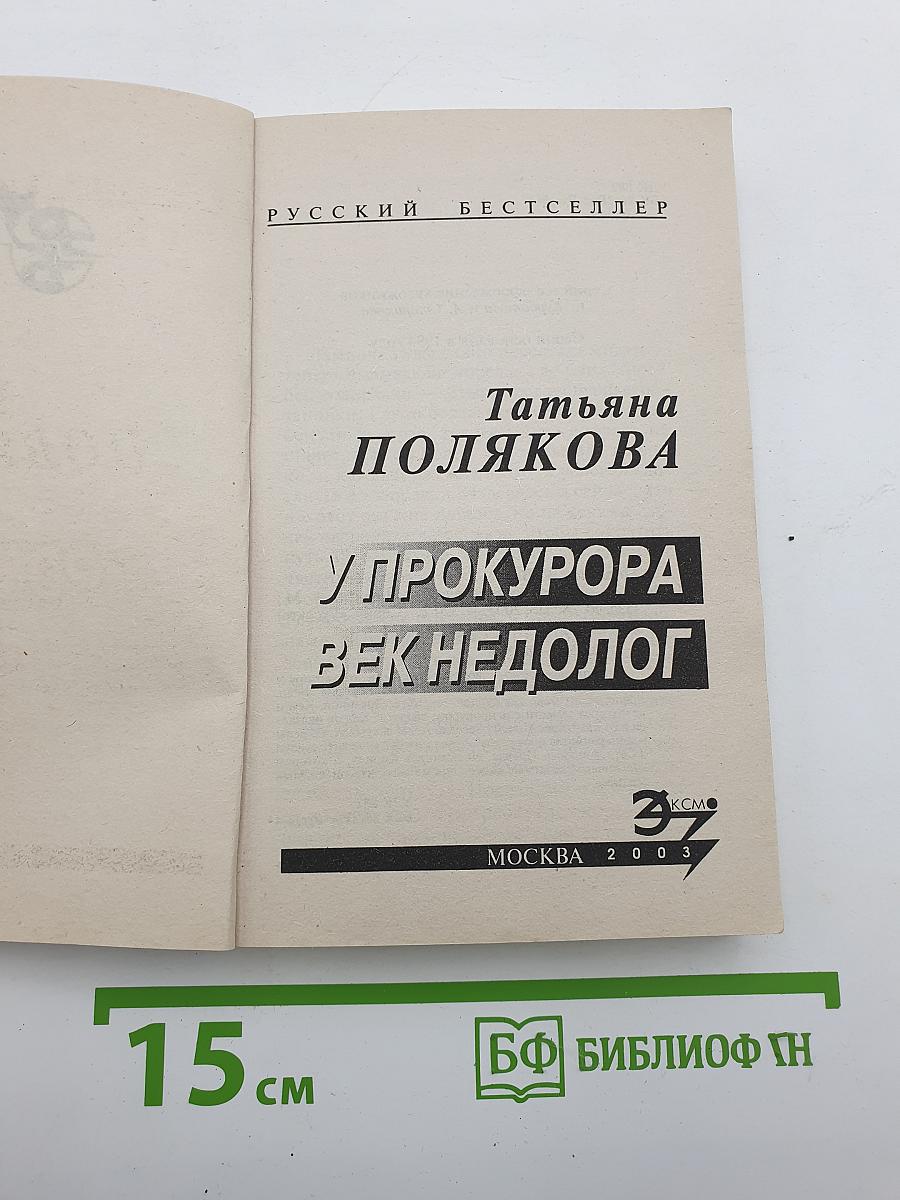 РУССКИЙ БЕСТСЕЛЛЕР
Татьяна
ПОЛЯКОВА
У ПРОКУРОРА
ВЕК НЕДОЛОГ
ЭКСМО
МОСКВА 2003
15 см
БФ БИБЛИОФ